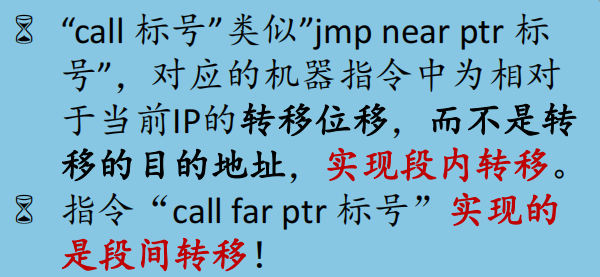 “call 标号”类似”jmp near ptr 标
号”，对应的机器指令中为相对
于当前IP的转移位移，而不是转
移的目的地址，实现段内转移。
指令“call far ptr 标号”实现的
是段间转移！